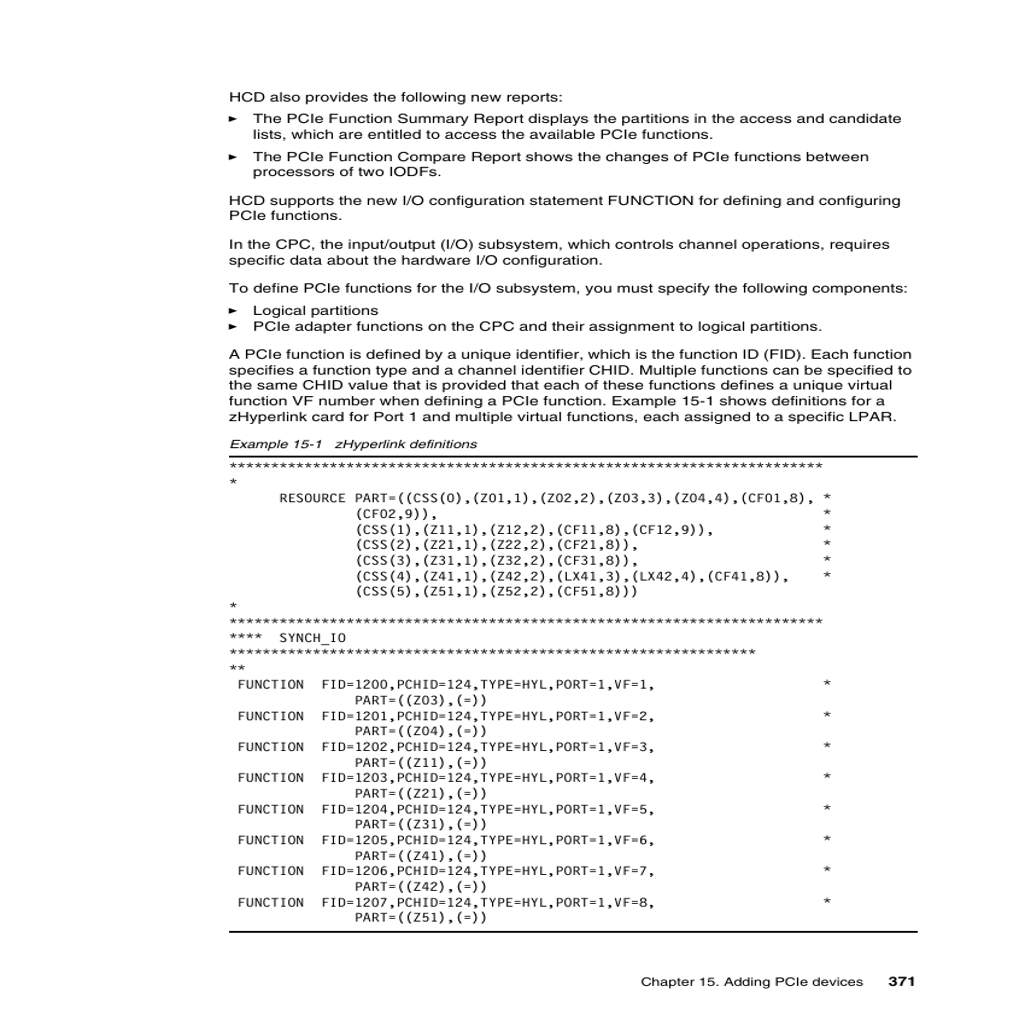 HCD also provides the following new reports:
► The PCIe Function Summary Report displays the partitions in the access and candidate
lists, which are entitled to access the available PCIe functions.
► The PCIe Function Compare Report shows the changes of PCIe functions between
processors of two IODFs.
HCD supports the new I/O configuration statement FUNCTION for defining and configuring
PCIe functions.
In the CPC, the input/output (I/O) subsystem, which controls channel operations, requires
specific data about the hardware I/O configuration.
To define PCIe functions for the I/O subsystem, you must specify the following components:
► Logical partitions
► PCIe adapter functions on the CPC and their assignment to logical partitions.
A PCIe function is defined by a unique identifier, which is the function ID (FID). Each function
specifies a function type and a channel identifier CHID. Multiple functions can be specified to
the same CHID value that is provided that each of these functions defines a unique virtual
function VF number when defining a PCIe function. Example 15-1 shows definitions for a
zHyperlink card for Port 1 and multiple virtual functions, each assigned to a specific LPAR.
Example 15-1 zHyperlink definitions
***********************************************************************
*
RESOURCE PART=((CSS(0),(Z01,1),(Z02,2),(Z03,3),(Z04,4),(CF01,8), *
(CF02,9)), *
(CSS(1),(Z11,1),(Z12,2),(CF11,8),(CF12,9)), *
(CSS(2),(Z21,1),(Z22,2),(CF21,8)), *
(CSS(3),(Z31,1),(Z32,2),(CF31,8)), *
(CSS(4),(Z41,1),(Z42,2),(LX41,3),(LX42,4),(CF41,8)), *
(CSS(5),(Z51,1),(Z52,2),(CF51,8)))
*
***********************************************************************
**** SYNCH_IO
***************************************************************
**
FUNCTION FID=1200,PCHID=124,TYPE=HYL,PORT=1,VF=1, *
PART=((Z03),(=))
FUNCTION FID=1201,PCHID=124,TYPE=HYL,PORT=1,VF=2, *
PART=((Z04),(=))
FUNCTION FID=1202,PCHID=124,TYPE=HYL,PORT=1,VF=3, *
PART=((Z11),(=))
FUNCTION FID=1203,PCHID=124,TYPE=HYL,PORT=1,VF=4, *
PART=((Z21),(=))
FUNCTION FID=1204,PCHID=124,TYPE=HYL,PORT=1,VF=5, *
PART=((Z31),(=))
FUNCTION FID=1205,PCHID=124,TYPE=HYL,PORT=1,VF=6, *
PART=((Z41),(=))
FUNCTION FID=1206,PCHID=124,TYPE=HYL,PORT=1,VF=7, *
PART=((Z42),(=))
FUNCTION FID=1207,PCHID=124,TYPE=HYL,PORT=1,VF=8, *
PART=((Z51),(=))
Chapter 15. Adding PCIe devices 371